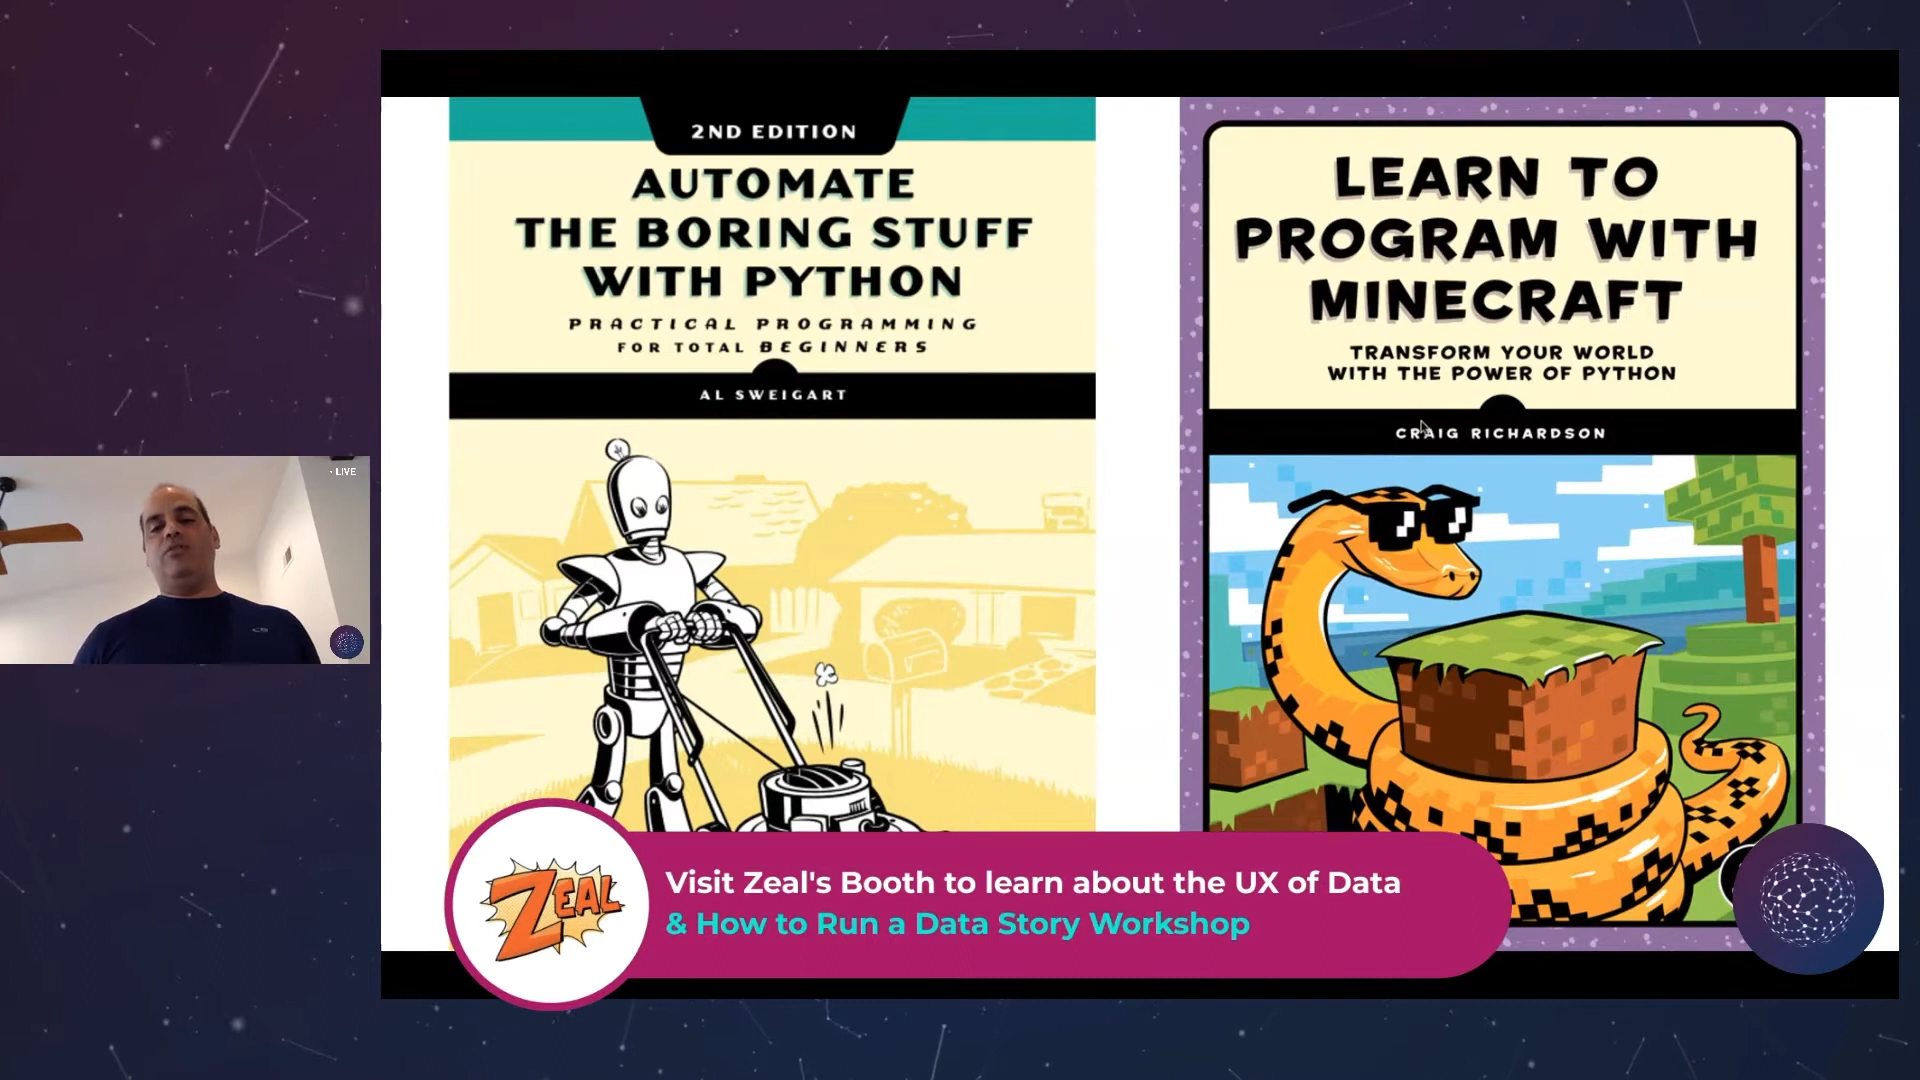 2ND EDITION
AUTOMATE
THE BORING STUFF
WITH PYTHON
PRACTICAL PROGRAMMING
FOR TOTAL BEGINNERS
AL SWEIGART
LEARN TO
PROGRAM WITH
MINECRAFT
TRANSFORM YOUR WORLD
WITH THE POWER OF PYTHON
CRAIG RICHARDSON
LIVE
ZEAL
Visit Zeal's Booth to learn about the UX of Data
& How to Run a Data Story Workshop